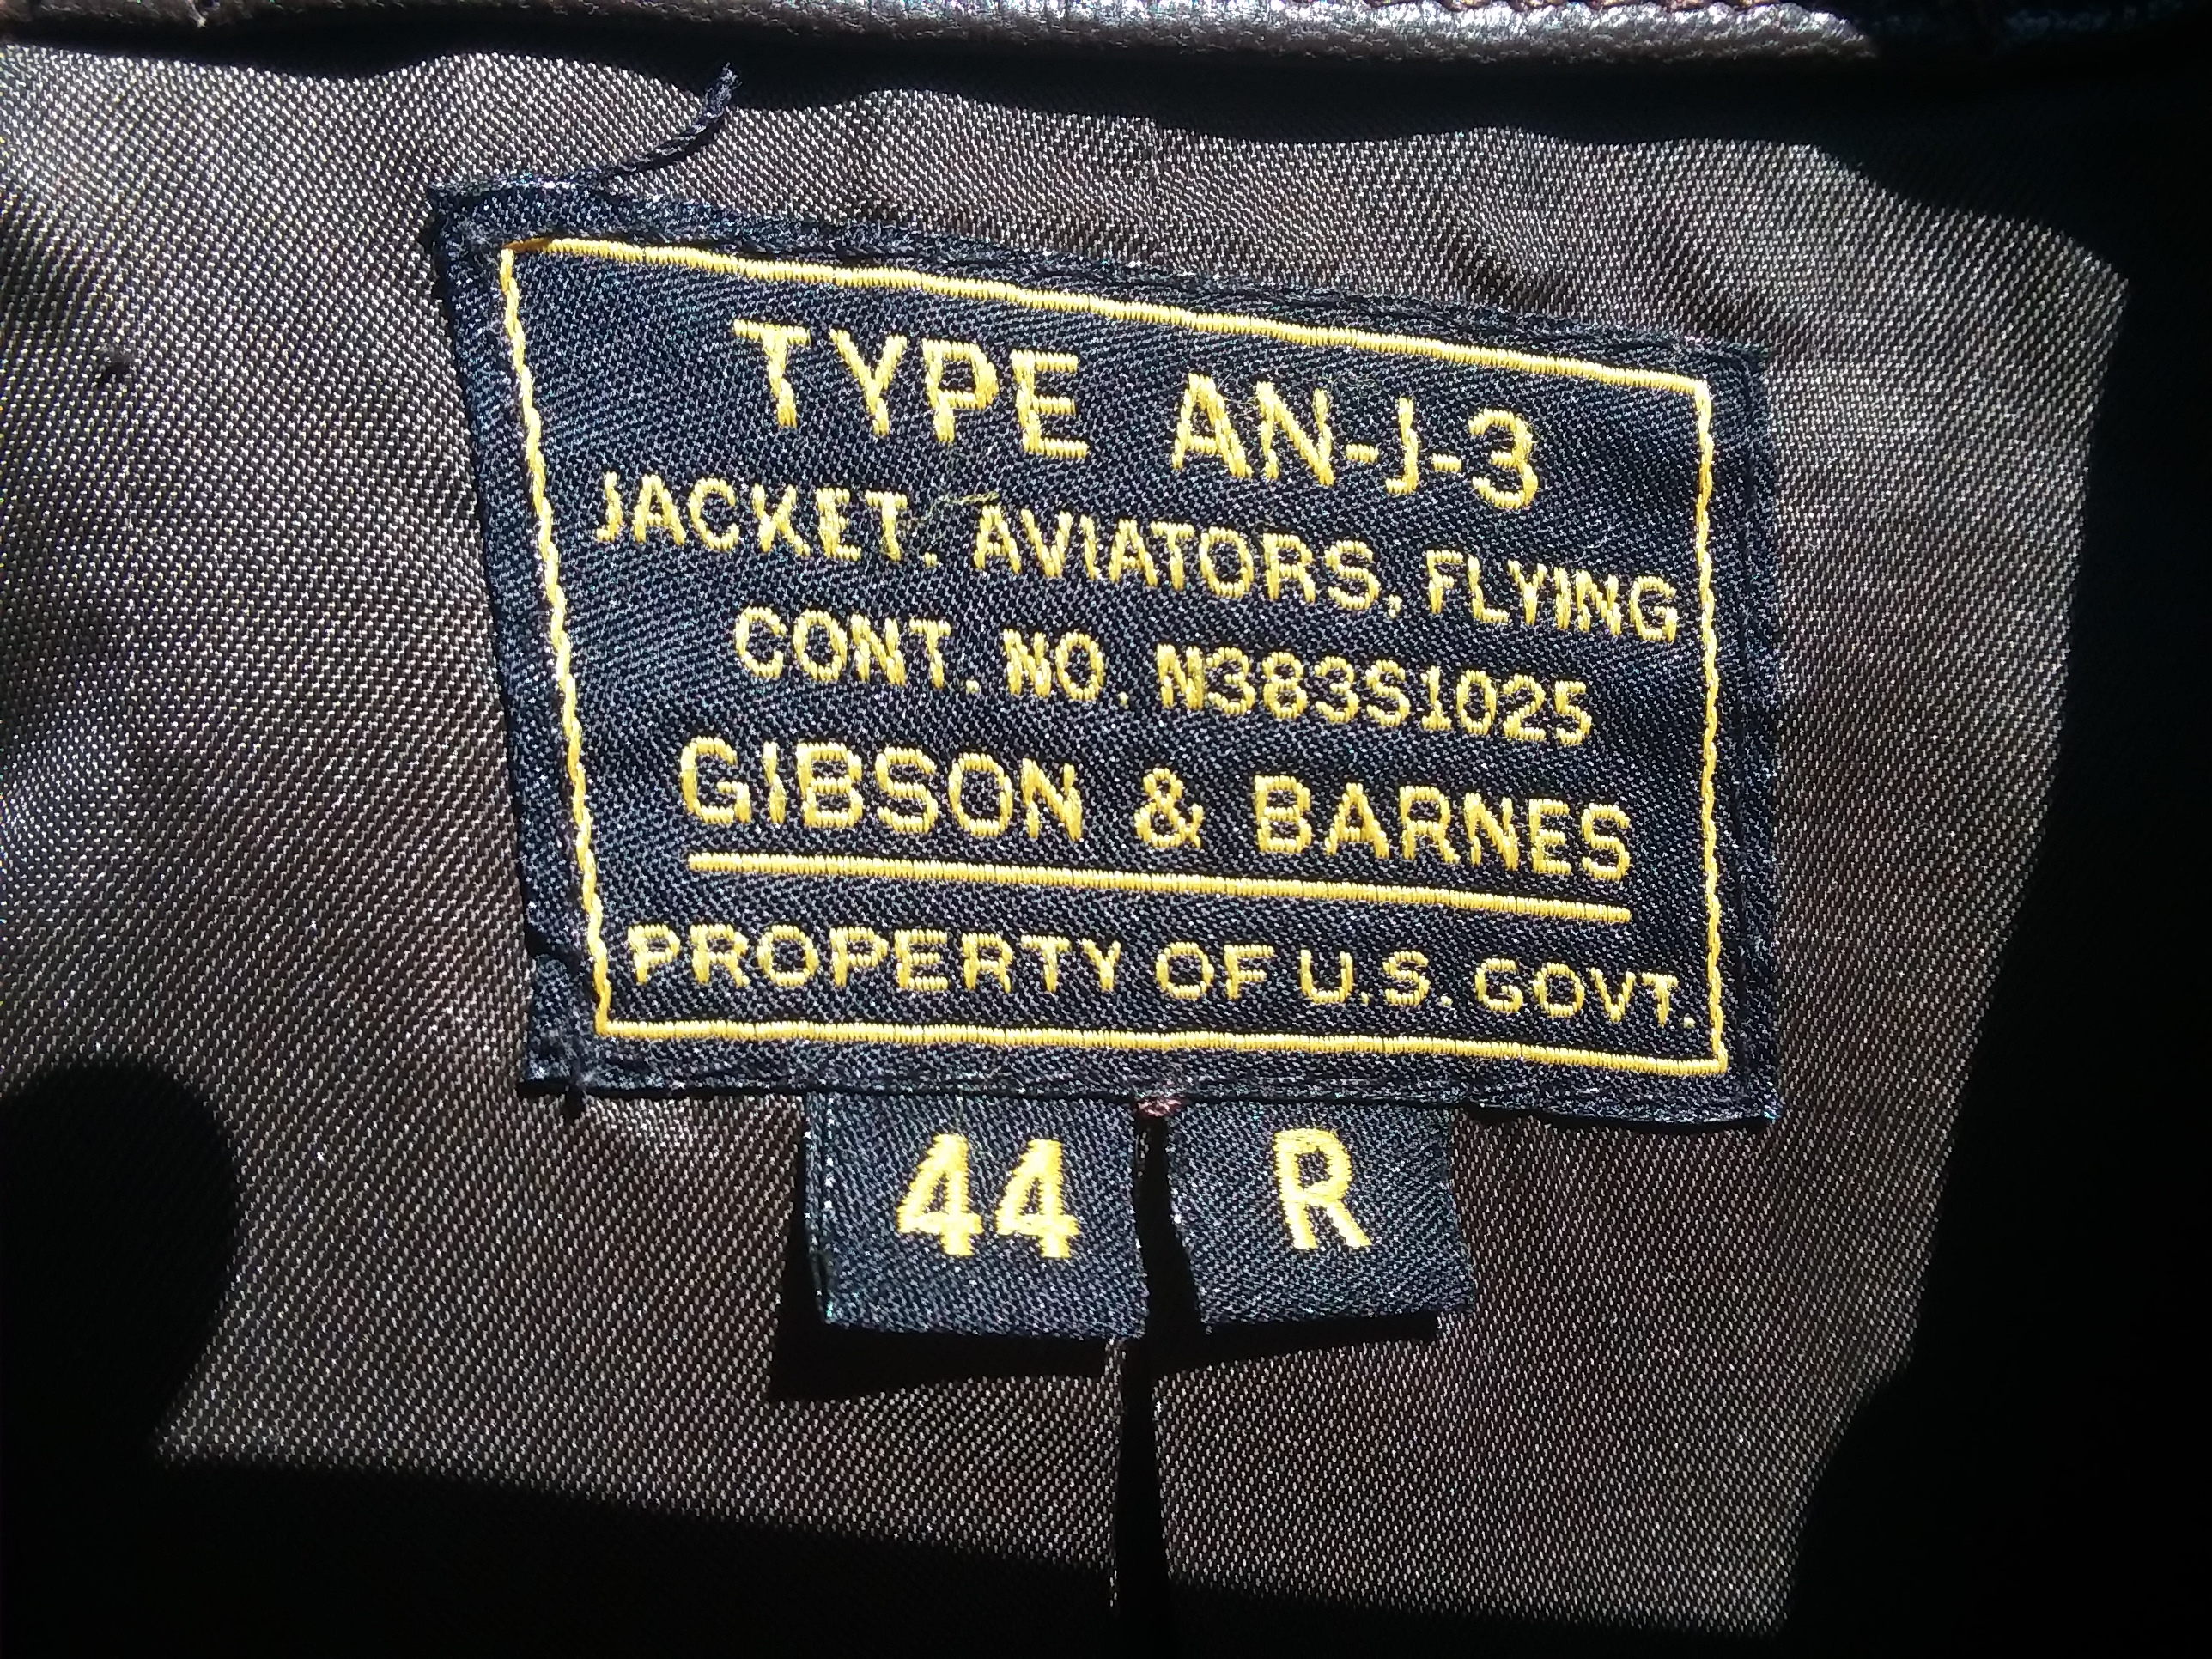 TYPE AN-J-3
JACKET. AVIATORS, FLYING
CONT. NO. N383S1025
GIBSON & BARNES
PROPERTY OF U.S. GOVT.
44 R